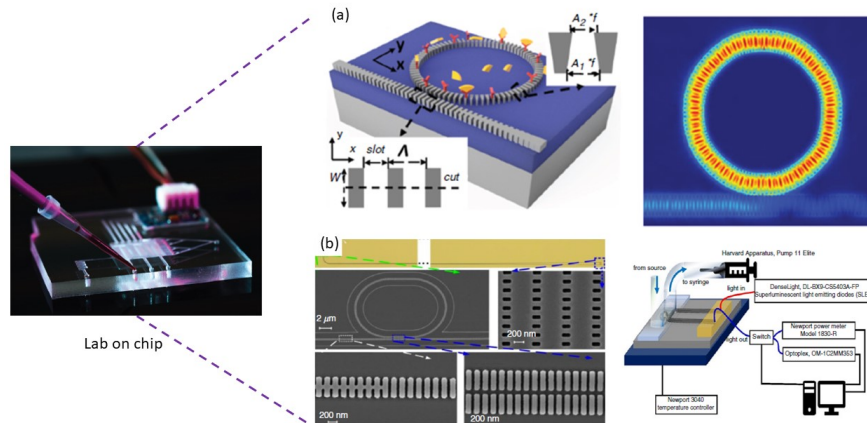 (a)
A₂ *f
A₁ *f
y
x
y
x
slot
Λ
W
cut
(b)
2 μm
200 nm
200 nm
200 nm
Lab on chip
Harvard Apparatus, Pump 11 Elite
from source
to syringe
light in
DenseLight, DL-BX9-CS5403A-FP
Superluminescent light emitting diodes (SLE
light out
Switch
Newport power meter
Model 1830-R
Optoplex, OM-1C2MM353
Newport 3040
temperature controller